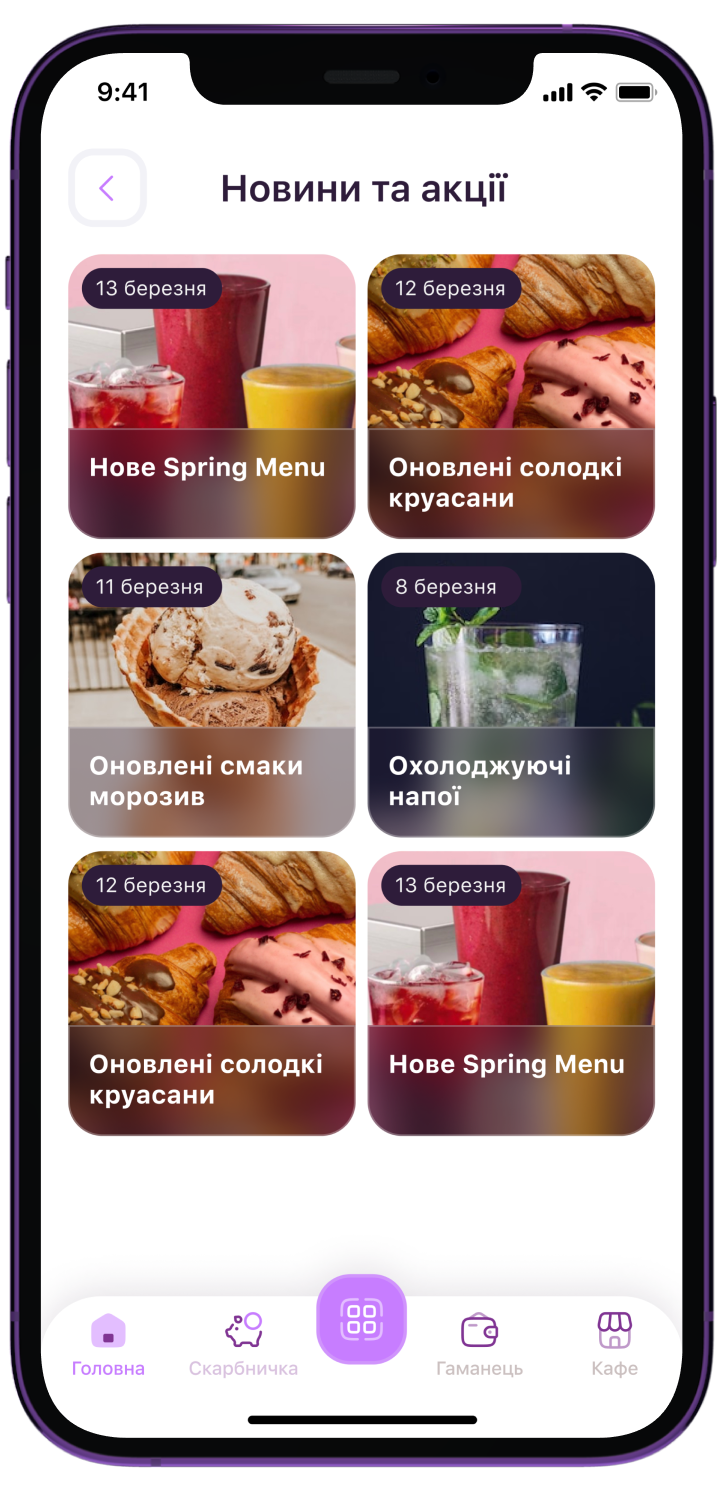 9:41
Новини та акції
13 березня
Нове Spring Menu
12 березня
Оновлені солодкі
круасани
11 березня
Оновлені смаки
морозив
8 березня
Охолоджуючі
напої
12 березня
Оновлені солодкі
круасани
13 березня
Нове Spring Menu
Головна
Скарбничка
Гаманець
Кафе